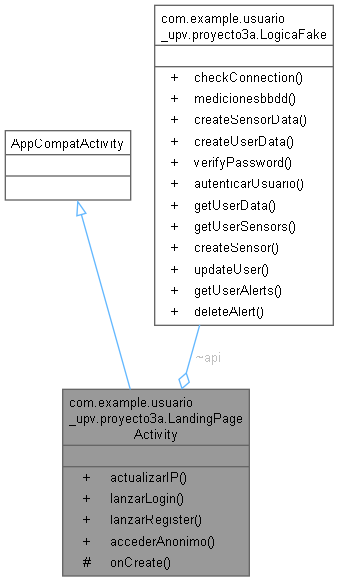 com.example.usuario
_upv.proyecto3a.LogicaFake
+ checkConnection()
+ medicionesbbdd()
+ createSensorData()
+ createUserData()
+ verifyPassword()
+ autenticarUsuario()
+ getUserData()
+ getUserSensors()
+ createSensor()
+ updateUser()
+ getUserAlerts()
+ deleteAlert()
AppCompatActivity
~api
com.example.usuario
_upv.proyecto3a.LandingPage
Activity
+ actualizarIP()
+ lanzarLogin()
+ lanzarRegister()
+ accederAnonimo()
# onCreate()